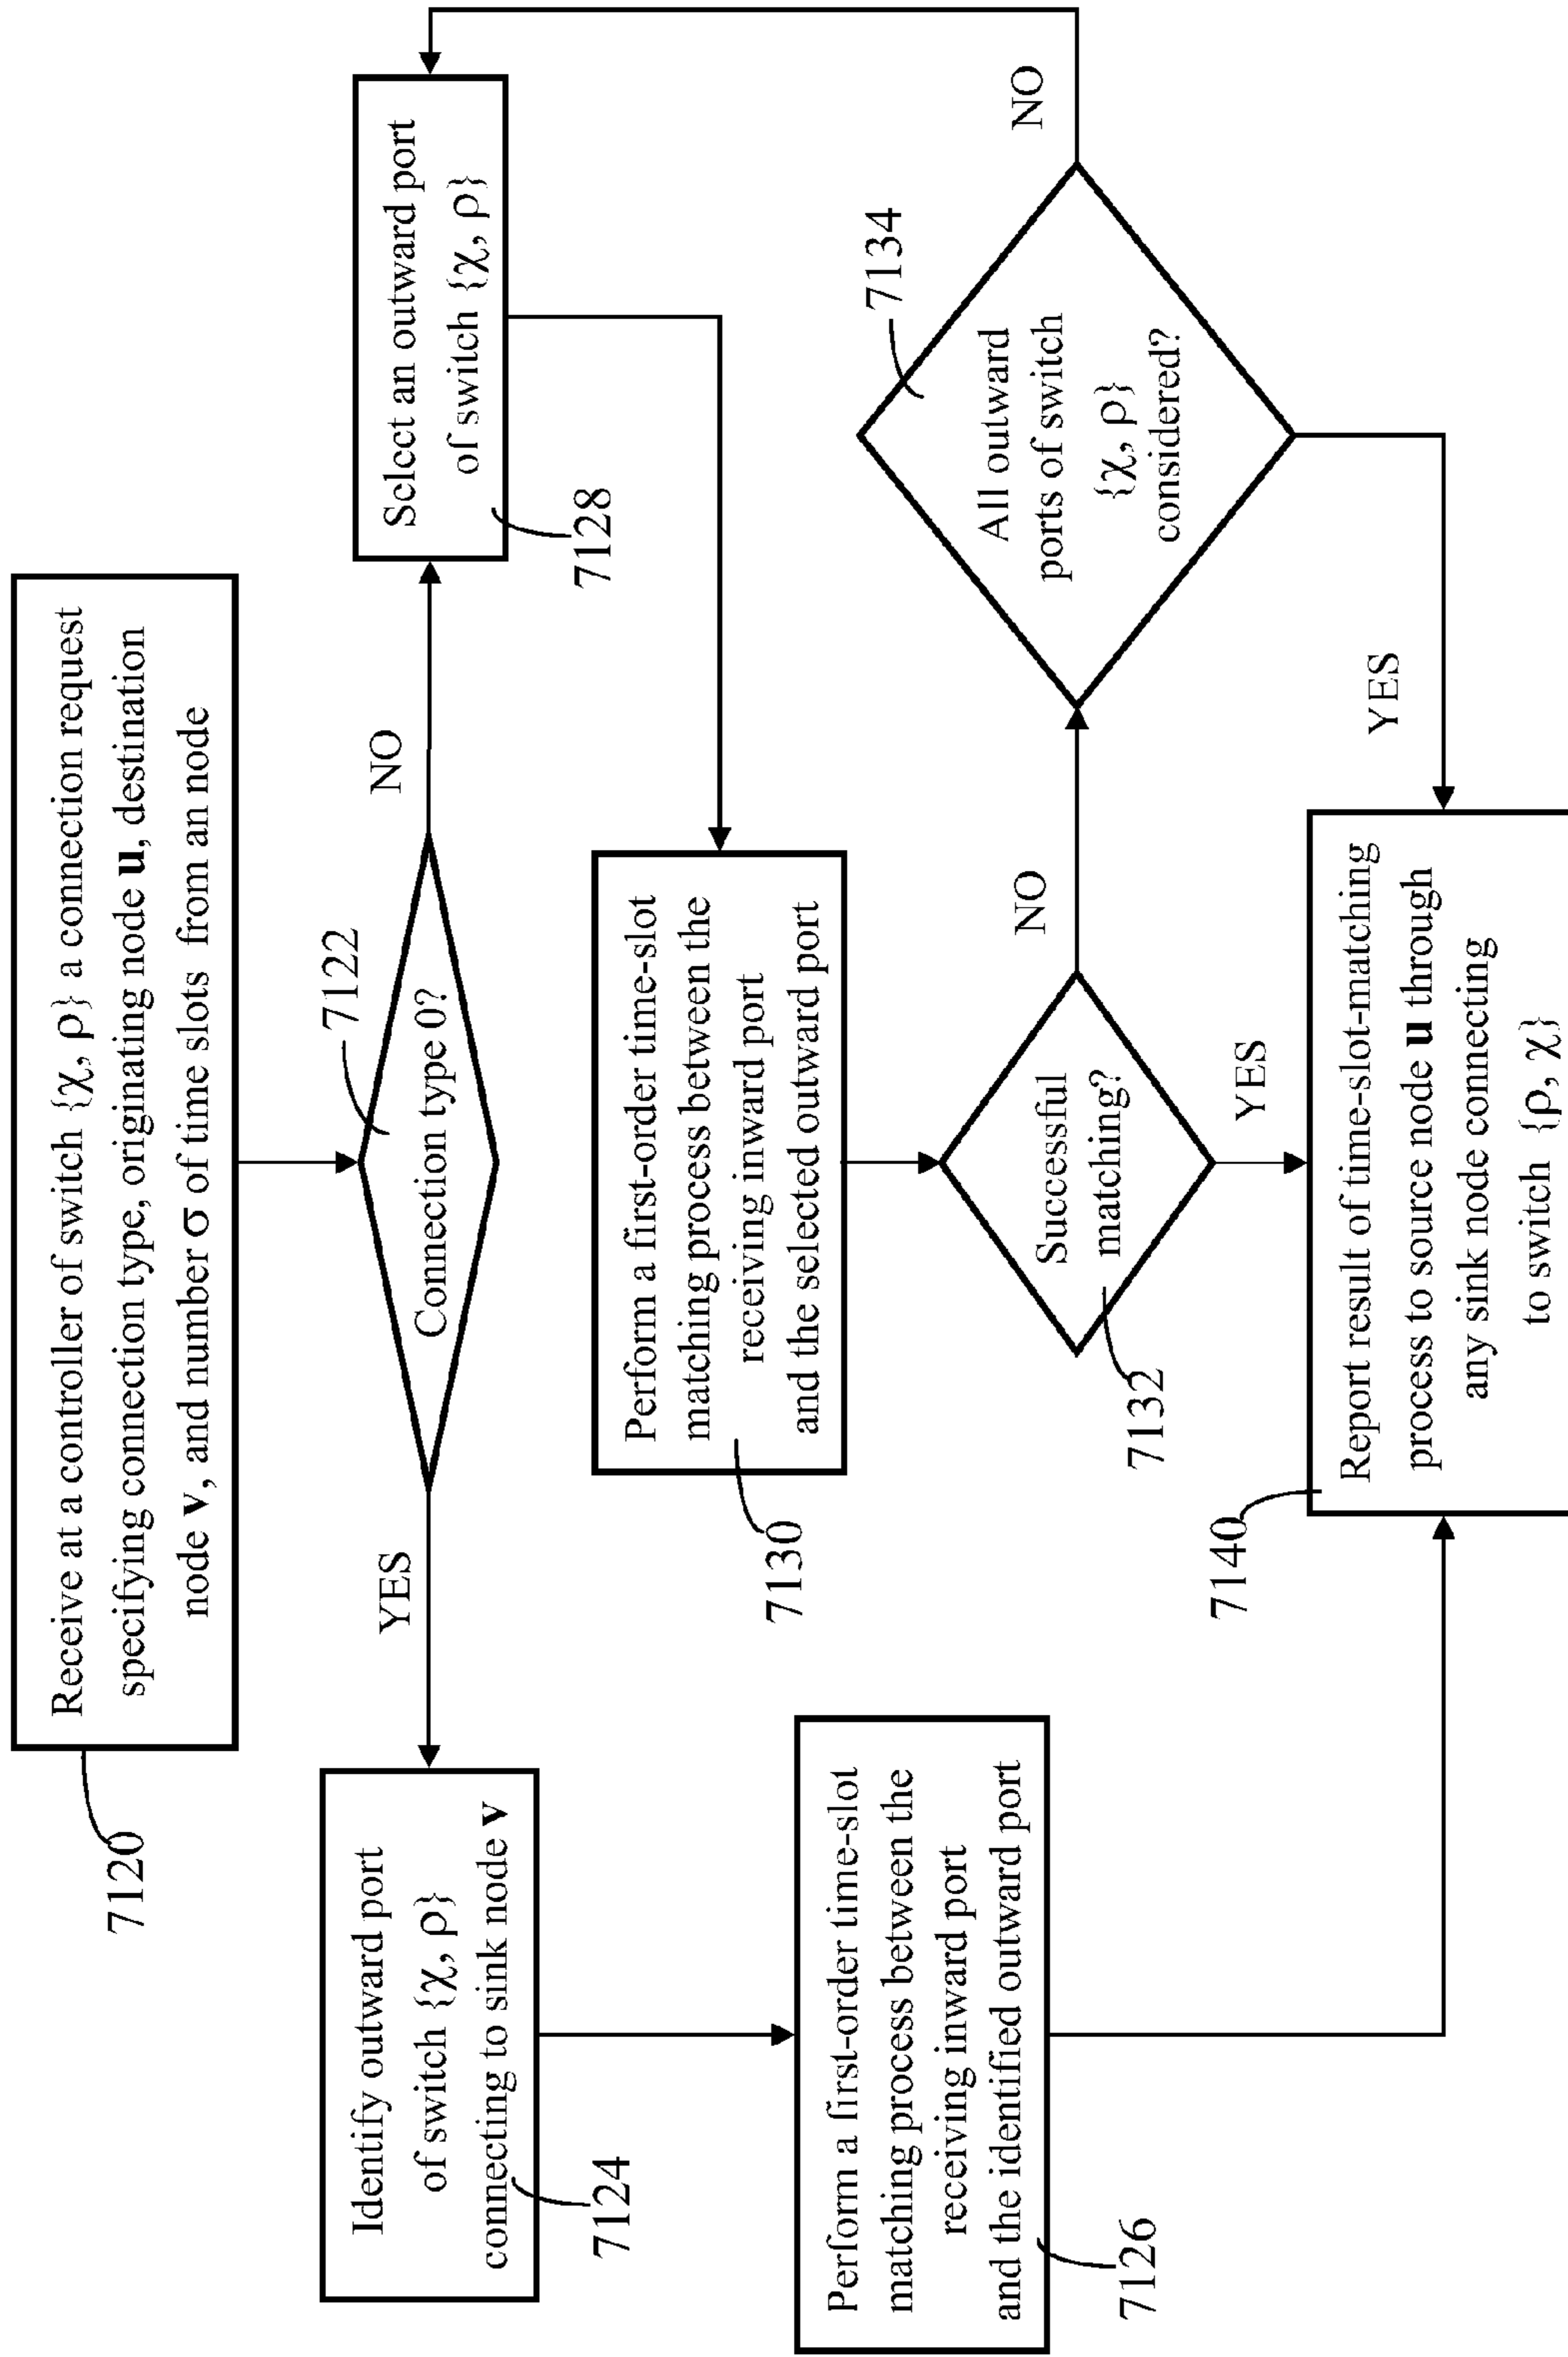 Receive at a controller of switch {χ, ρ} a connection request
specifying connection type, originating node u, destination
node v, and number σ of time slots from an node
7120
Connection type 0?
7122
YES
NO
Identify outward port
of switch {χ, ρ}
connecting to sink node v
7124
Select an outward port
of switch {χ, ρ}
7128
Perform a first-order time-slot
matching process between the
receiving inward port
and the identified outward port
7126
Perform a first-order time-slot
matching process between the
receiving inward port
and the selected outward port
7130
Successful
matching?
7132
NO
YES
All outward
ports of switch
{χ, ρ}
considered?
7134
NO
YES
Report result of time-slot-matching
process to source node u through
any sink node connecting
to switch {ρ, χ}
7140